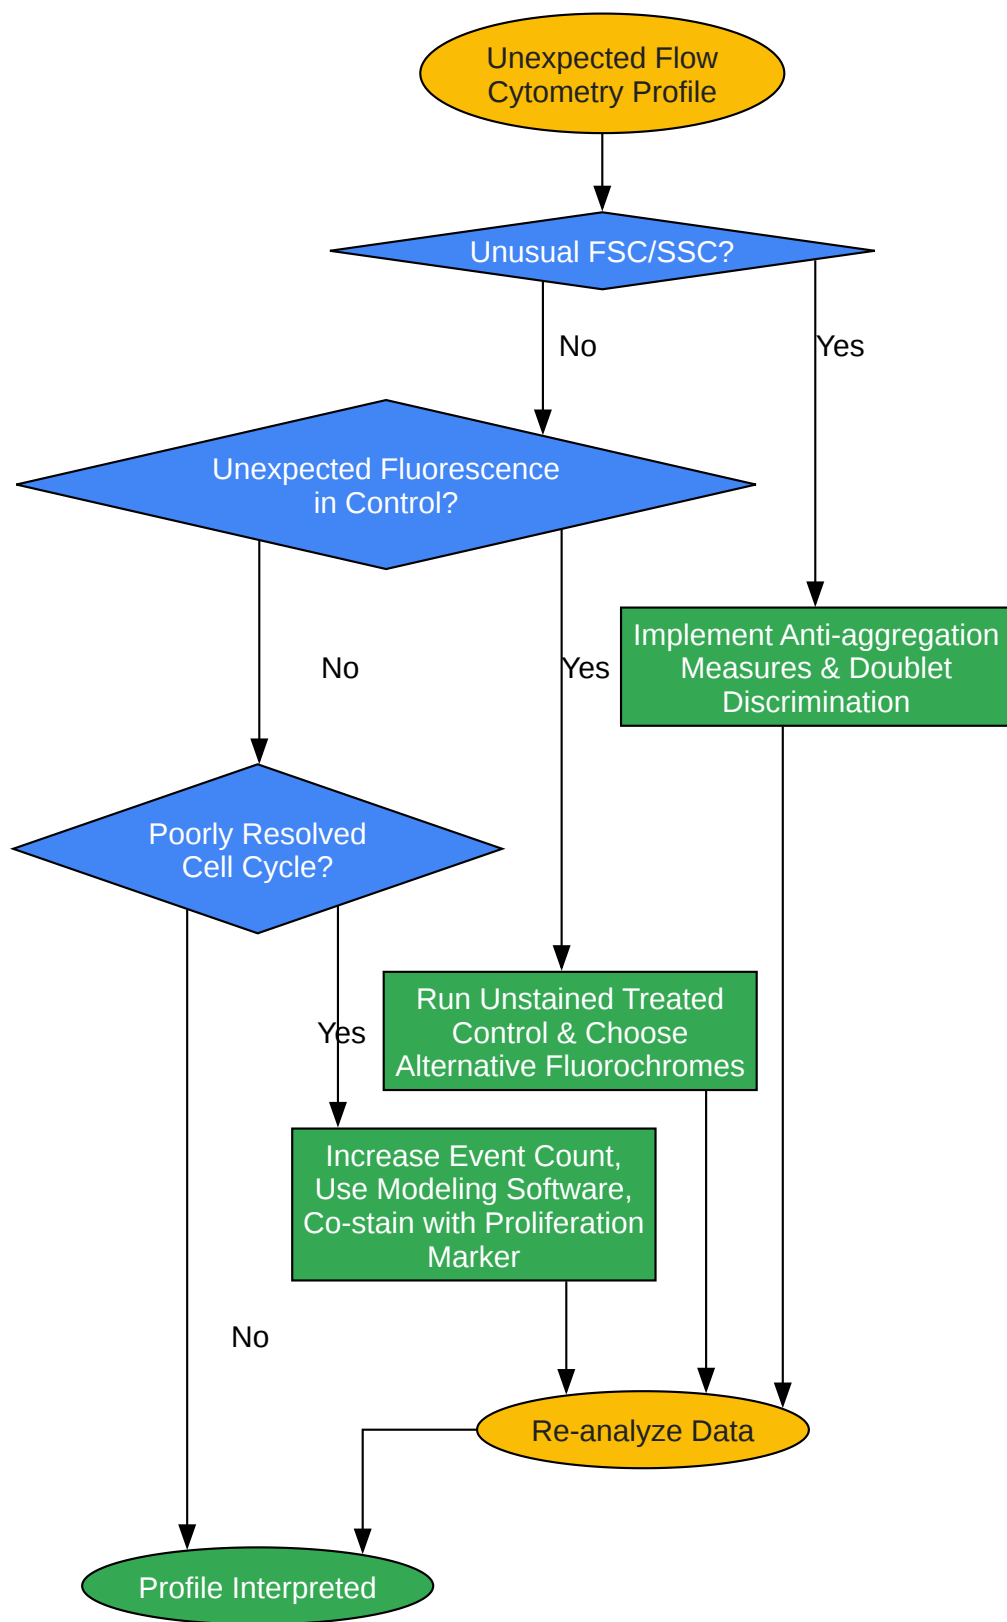 Unexpected Flow
Cytometry Profile
Unusual FSC/SSC?
No
Yes
Unexpected Fluorescence
in Control?
Implement Anti-aggregation
Measures & Doublet
Discrimination
No
Yes
Poorly Resolved
Cell Cycle?
Run Unstained Treated
Control & Choose
Alternative Fluorochromes
Yes
Increase Event Count,
Use Modeling Software,
Co-stain with Proliferation
Marker
No
Re-analyze Data
Profile Interpreted